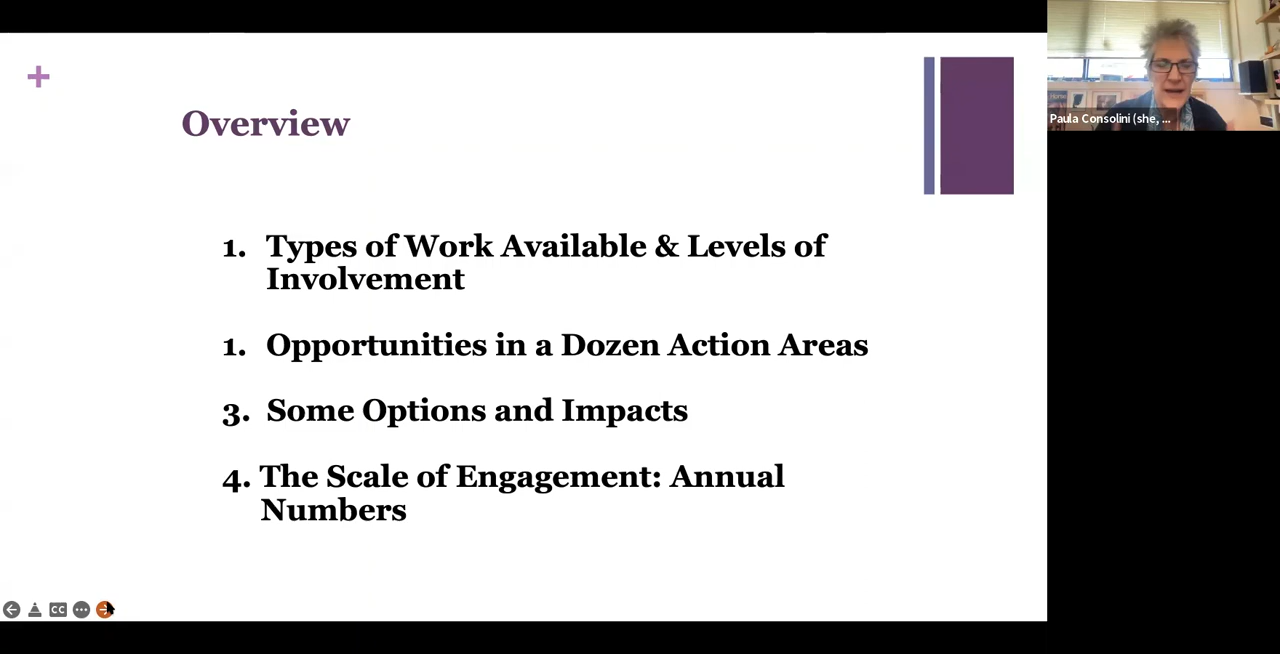 +
Overview
1. Types of Work Available & Levels of
Involvement
1. Opportunities in a Dozen Action Areas
3. Some Options and Impacts
4. The Scale of Engagement: Annual
Numbers
CC
Paula Consolini (she, ...